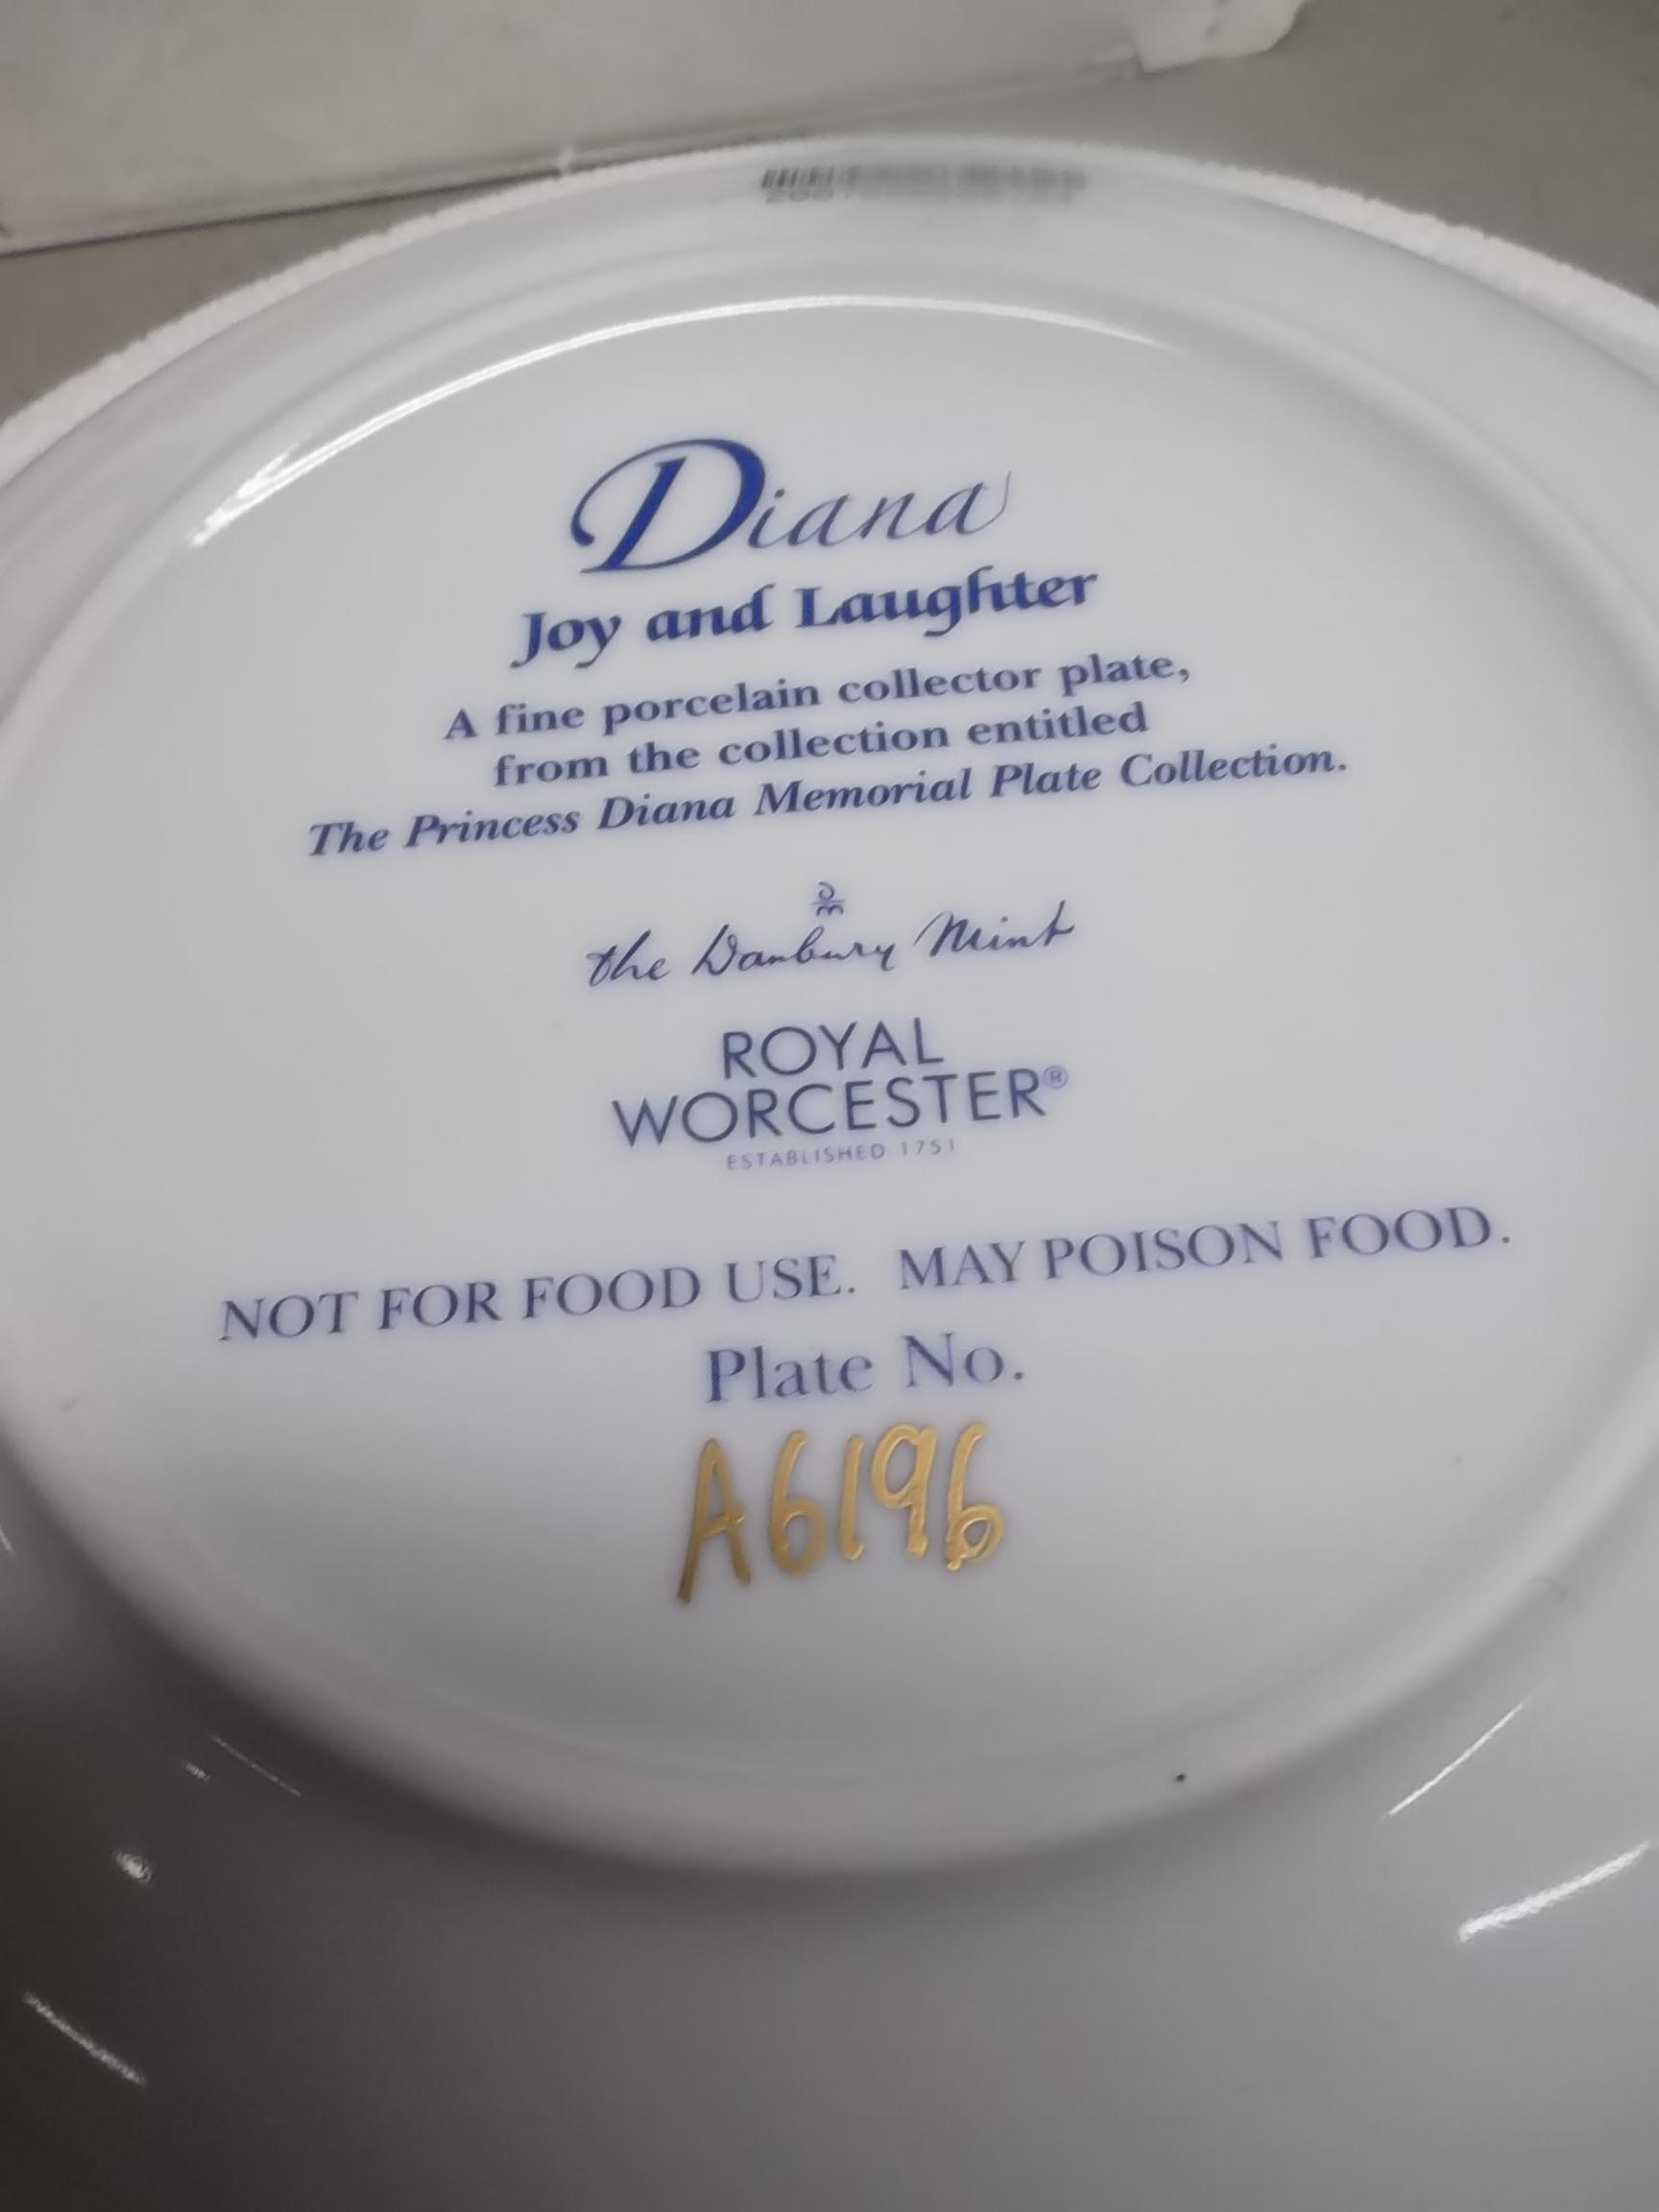 Diana
Joy and Laughter
A fine porcelain collector plate,
from the collection entitled
The Princess Diana Memorial Plate Collection.
DM
the Danbury Mint
ROYAL
WORCESTER®
ESTABLISHED 1751
NOT FOR FOOD USE. MAY POISON FOOD.
Plate No.
A6196